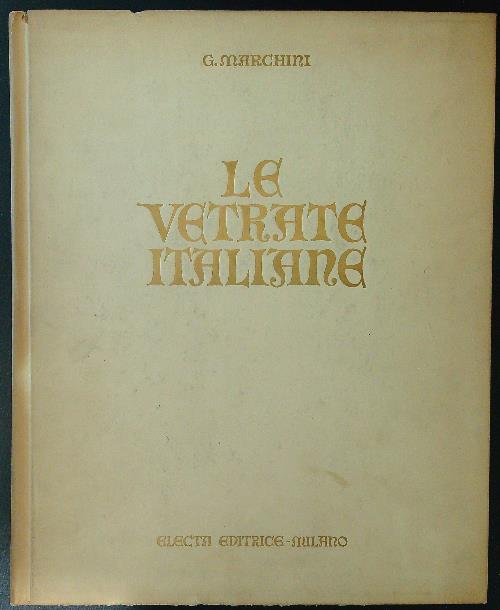 G. MARCHINI
LE
VETRATE
ITALIANE
ELECTA EDITRICE-MILANO